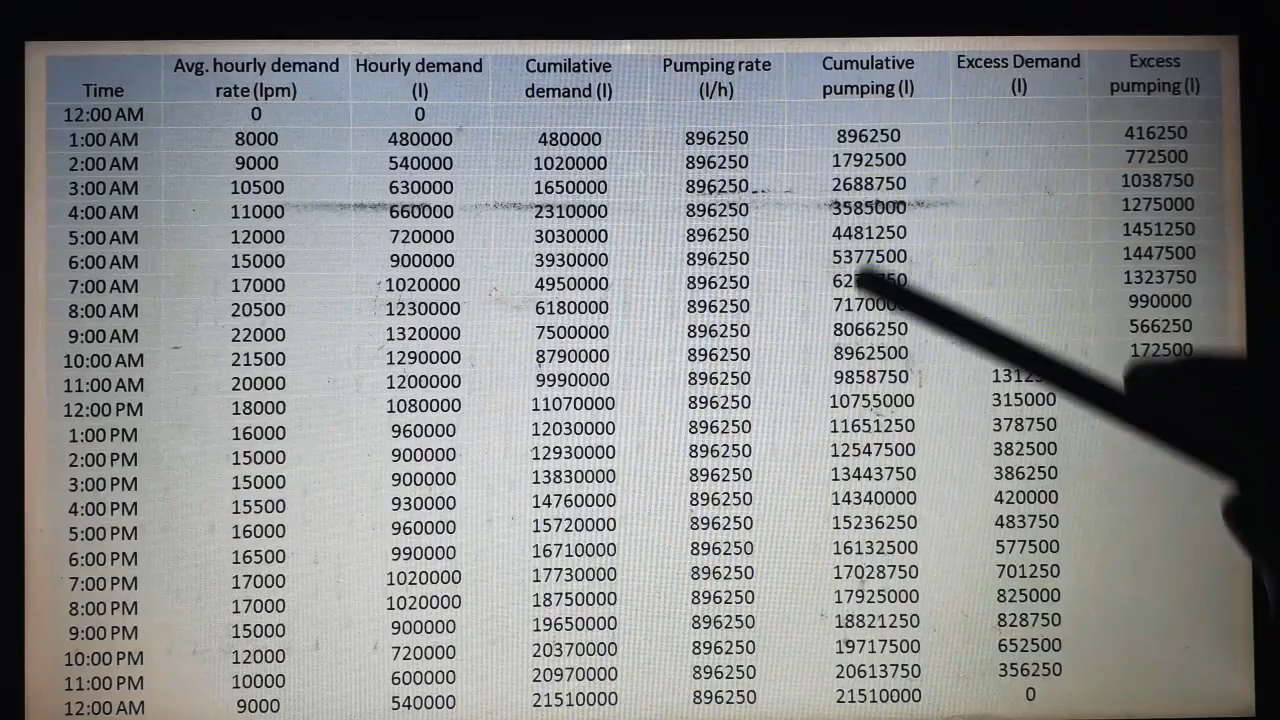 Time Avg. hourly demand rate (lpm) Hourly demand (l) Cumilative demand (l) Pumping rate (l/h) Cumulative pumping (l) Excess Demand (l) Excess pumping (l)
12:00 AM 0 0
1:00 AM 8000 480000 480000 896250 896250 416250
2:00 AM 9000 540000 1020000 896250 1792500 772500
3:00 AM 10500 630000 1650000 896250 2688750 1038750
4:00 AM 11000 660000 2310000 896250 3585000 1275000
5:00 AM 12000 720000 3030000 896250 4481250 1451250
6:00 AM 15000 900000 3930000 896250 5377500 1447500
7:00 AM 17000 1020000 4950000 896250 1323750
8:00 AM 20500 1230000 6180000 896250 7170000 990000
9:00 AM 22000 1320000 7500000 896250 8066250 566250
10:00 AM 21500 1290000 8790000 896250 8962500 172500
11:00 AM 20000 1200000 9990000 896250 9858750
12:00 PM 18000 1080000 11070000 896250 10755000 315000
1:00 PM 16000 960000 12030000 896250 11651250 378750
2:00 PM 15000 900000 12930000 896250 12547500 382500
3:00 PM 15000 900000 13830000 896250 13443750 386250
4:00 PM 15500 930000 14760000 896250 14340000 420000
5:00 PM 16000 960000 15720000 896250 15236250 483750
6:00 PM 16500 990000 16710000 896250 16132500 577500
7:00 PM 17000 1020000 17730000 896250 17028750 701250
8:00 PM 17000 1020000 18750000 896250 17925000 825000
9:00 PM 15000 900000 19650000 896250 18821250 828750
10:00 PM 12000 720000 20370000 896250 19717500 652500
11:00 PM 10000 600000 20970000 896250 20613750 356250
12:00 AM 9000 540000 21510000 896250 21510000 0